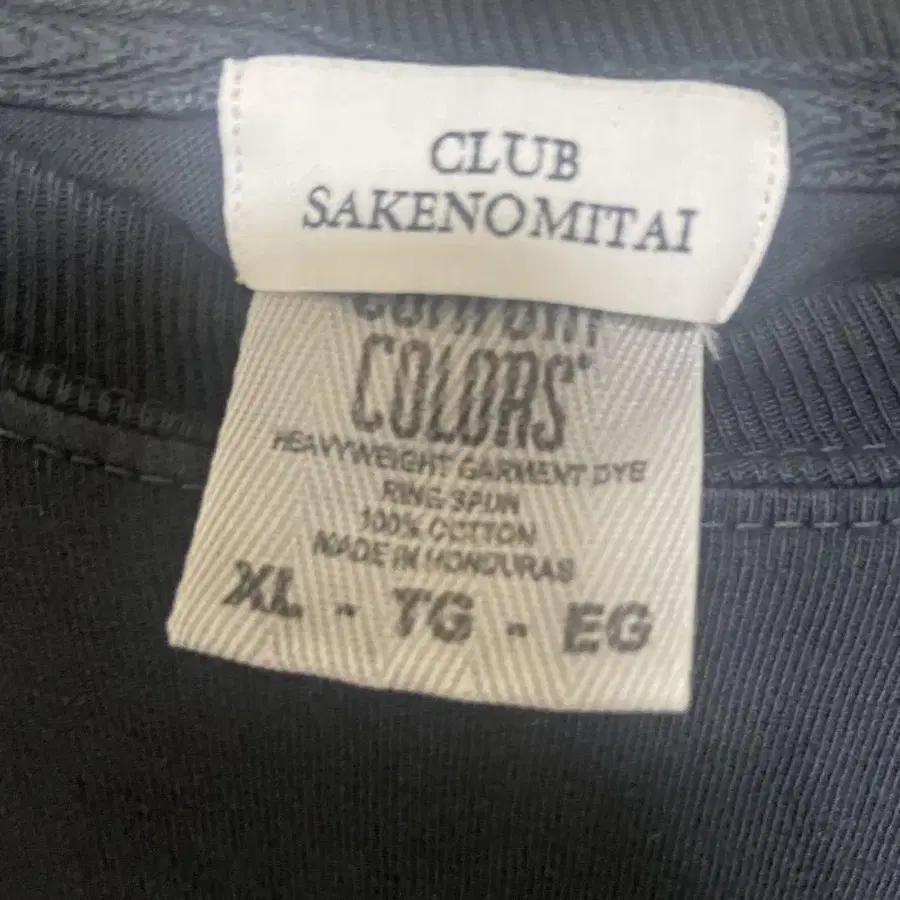 CLUB
SAKENOMITAI
COLORS
HEAVYWEIGHT GARMENT DYE
RING SPUN
100% COTTON
MADE IN HONDURAS
XL - TG - EG